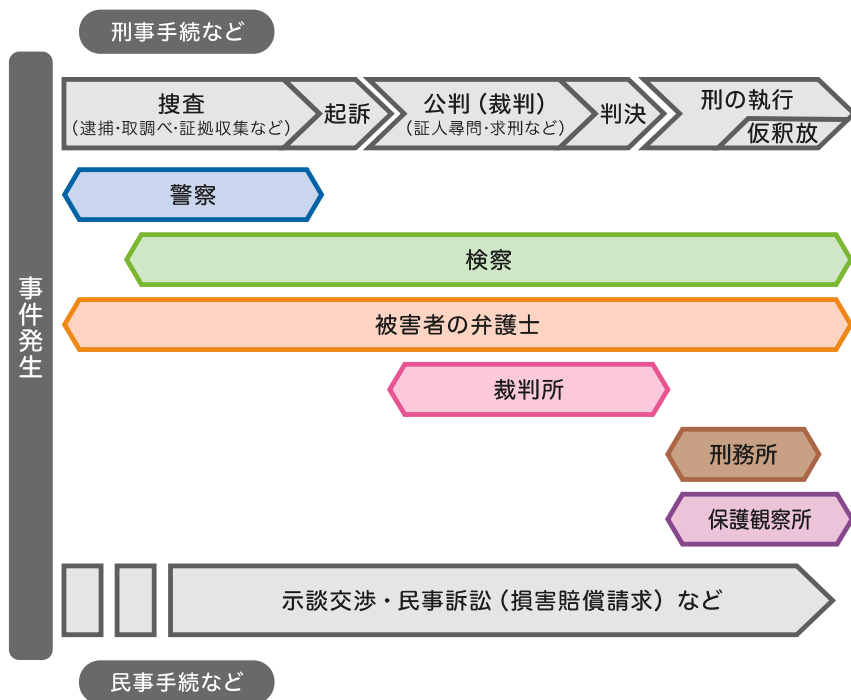 刑事手続など
事件発生
捜査
(逮捕・取調べ・証拠収集など)
起訴
公判(裁判)
(証人尋問・求刑など)
判決
刑の執行
仮釈放
警察
検察
被害者の弁護士
裁判所
刑務所
保護観察所
示談交渉・民事訴訟(損害賠償請求)など
民事手続など